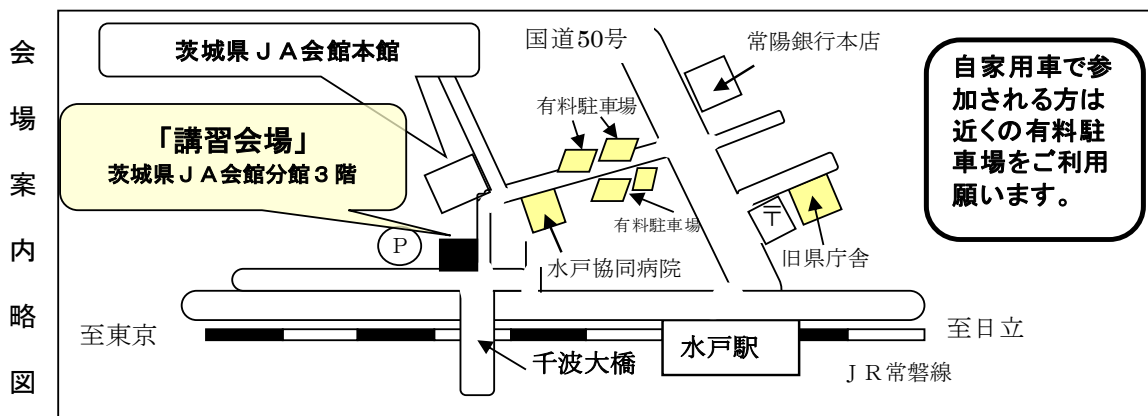 会場案内略図
国道50号
常陽銀行本店
茨城県ＪＡ会館本館
有料駐車場
「講習会場」
茨城県ＪＡ会館分館３階
自家用車で参
加される方は
近くの有料駐
車場をご利用
願います。
有料駐車場
〒
P
水戸協同病院
旧県庁舎
至東京
水戸駅
至日立
千波大橋
ＪＲ常磐線